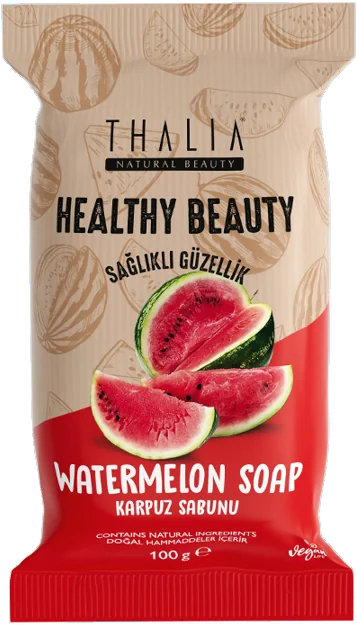 THALIA
NATURAL BEAUTY
HEALTHY BEAUTY
SAĞLIKLI GÜZELLİK
WATERMELON SOAP
KARPUZ SABUNU
CONTAINS NATURAL INGREDIENTS
DOĞAL HAMMADDELER İÇERİR
100 g ℮
vegan